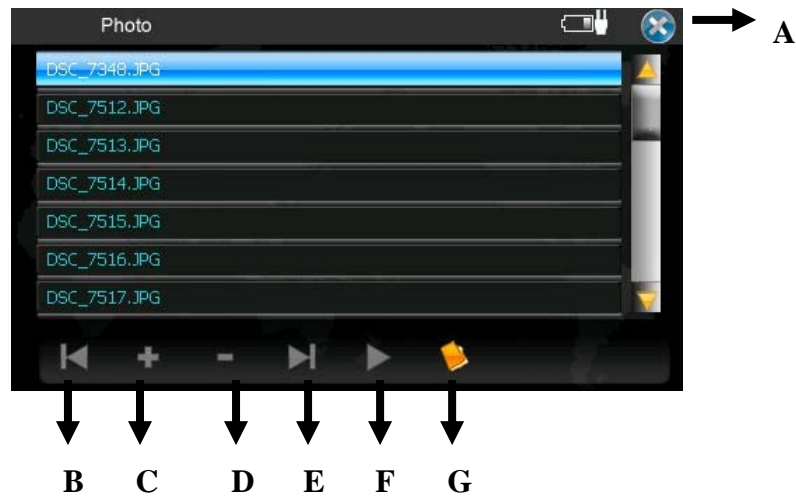 Photo
A
DSC_7348.JPG
DSC_7512.JPG
DSC_7513.JPG
DSC_7514.JPG
DSC_7515.JPG
DSC_7516.JPG
DSC_7517.JPG
B C D E F G